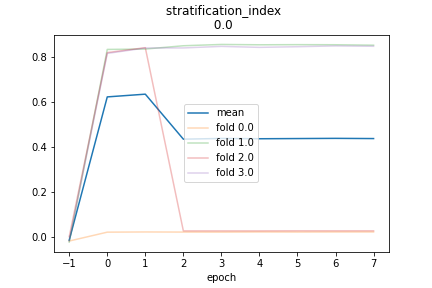 stratification_index
0.0
0.8
0.6
0.4
0.2
0.0
mean
fold 0.0
fold 1.0
fold 2.0
fold 3.0
−1 0 1 2 3 4 5 6 7
epoch